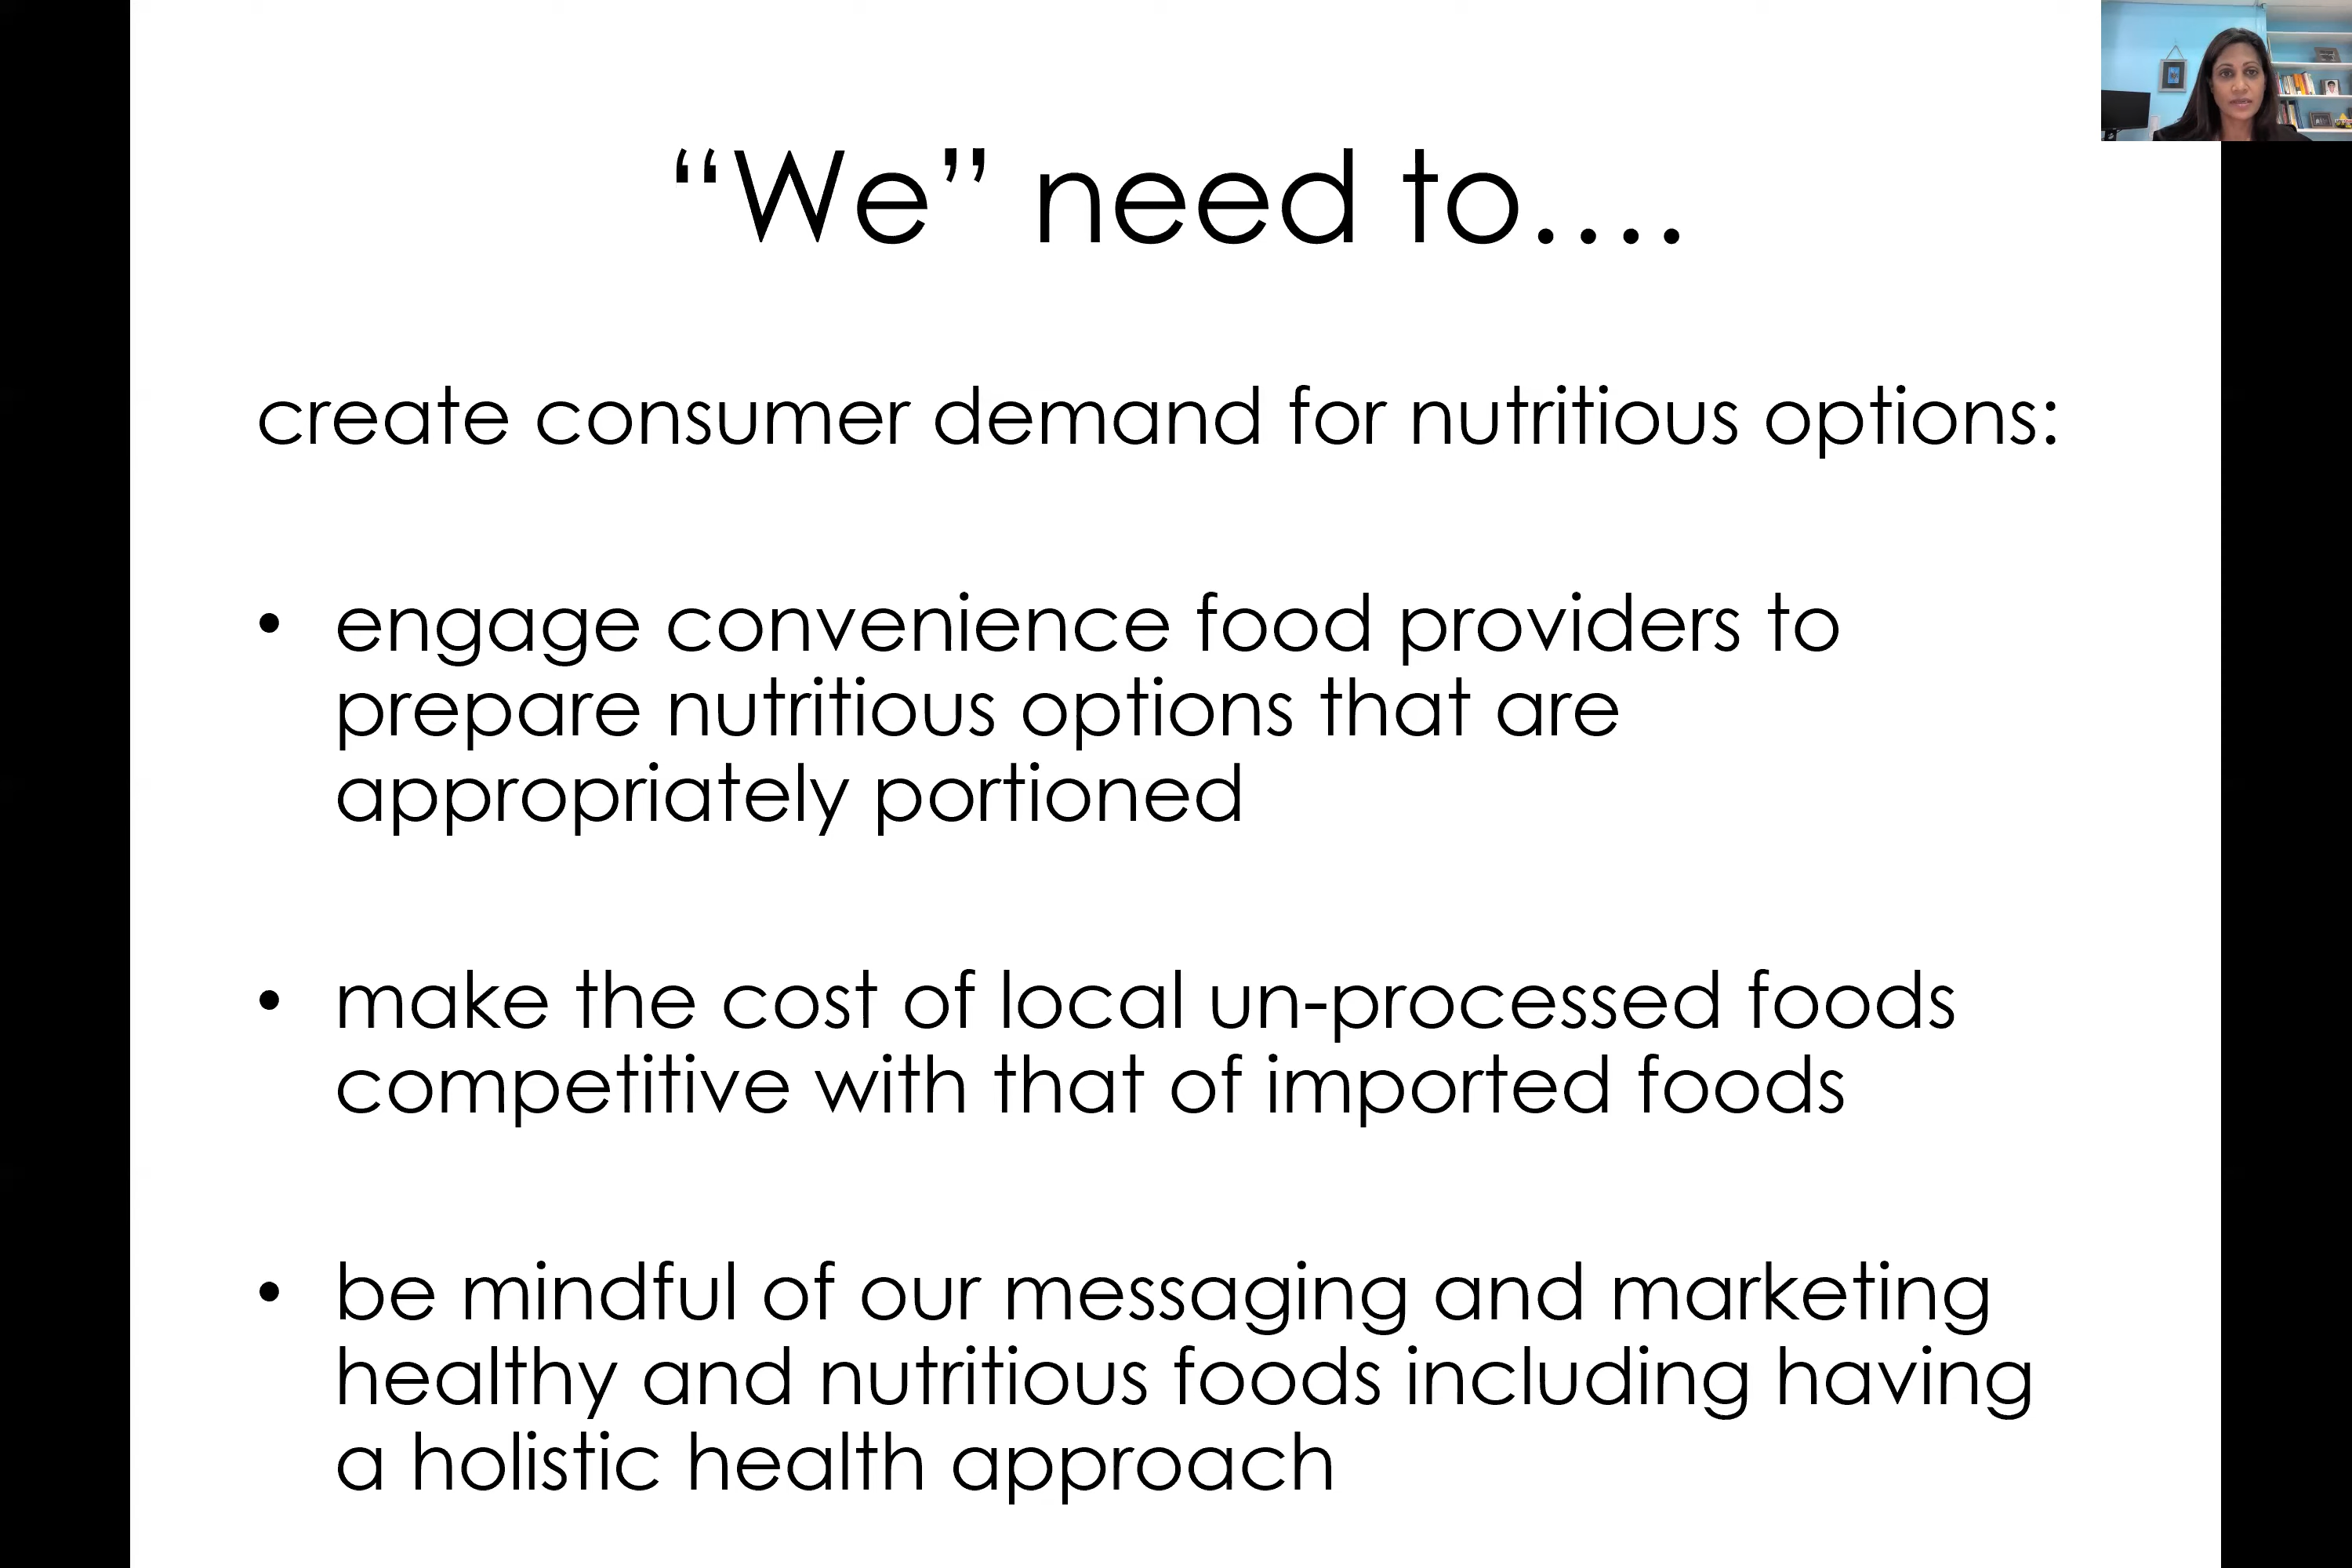 “We” need to....
create consumer demand for nutritious options:
• engage convenience food providers to
prepare nutritious options that are
appropriately portioned
• make the cost of local un-processed foods
competitive with that of imported foods
• be mindful of our messaging and marketing
healthy and nutritious foods including having
a holistic health approach